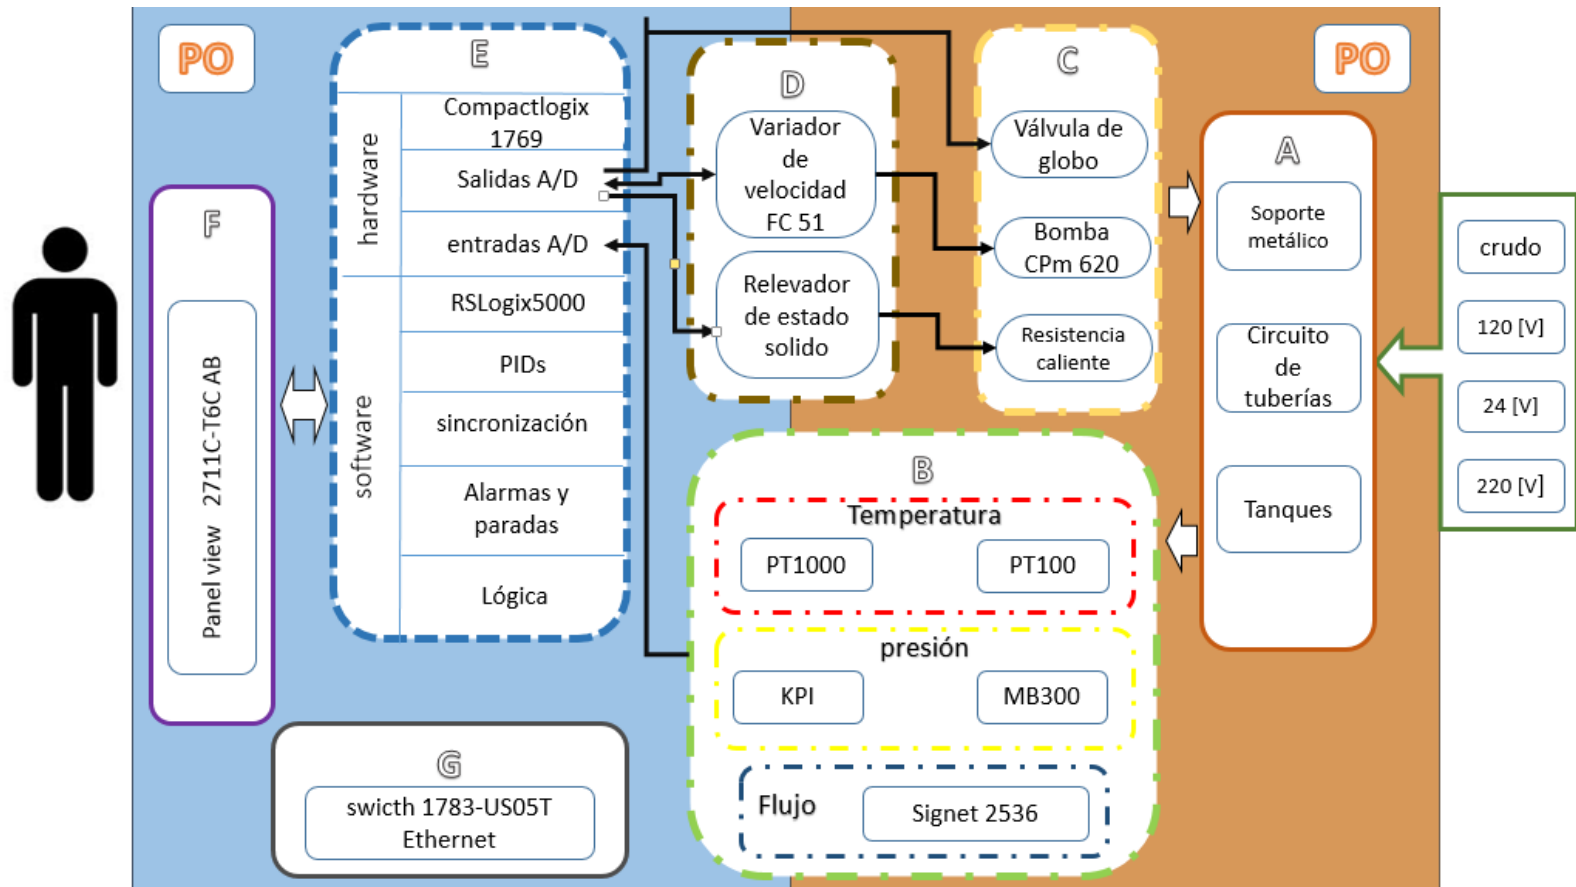 PO
PO
F
Panel view 2711C-T6C AB
E
hardware
Compactlogix
1769
Salidas A/D
entradas A/D
software
RSLogix5000
PIDs
sincronización
Alarmas y
paradas
Lógica
G
swicth 1783-US05T
Ethernet
D
Variador
de
velocidad
FC 51
Relevador
de estado
solido
C
Válvula de
globo
Bomba
CPm 620
Resistencia
caliente
B
Temperatura
PT1000
PT100
presión
KPI
MB300
Flujo
Signet 2536
A
Soporte
metálico
Circuito
de
tuberías
Tanques
crudo
120 [V]
24 [V]
220 [V]